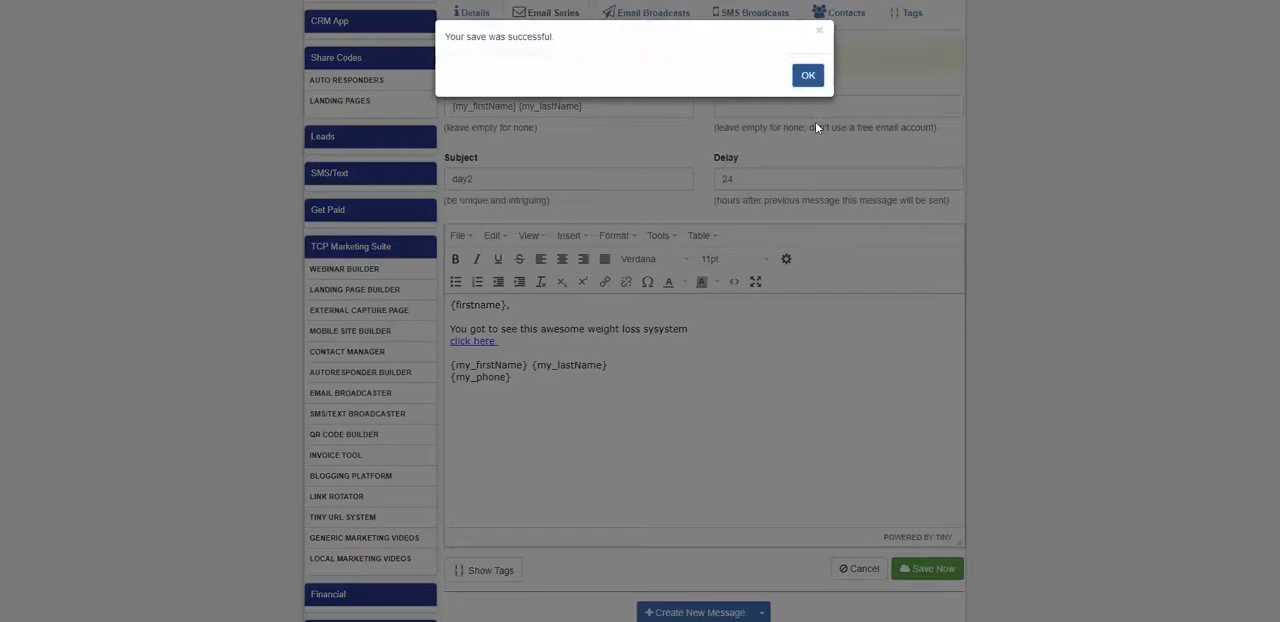 Details
Email Series
Email Broadcasts
SMS Broadcasts
Contacts
Tags
Your save was successful.
×
OK
CRM App
Share Codes
AUTO RESPONDERS
LANDING PAGES
Leads
SMS/Text
Get Paid
TCP Marketing Suite
WEBINAR BUILDER
LANDING PAGE BUILDER
EXTERNAL CAPTURE PAGE
MOBILE SITE BUILDER
CONTACT MANAGER
AUTORESPONDER BUILDER
EMAIL BROADCASTER
SMS/TEXT BROADCASTER
QR CODE BUILDER
INVOICE TOOL
BLOGGING PLATFORM
LINK ROTATOR
TINY URL SYSTEM
GENERIC MARKETING VIDEOS
LOCAL MARKETING VIDEOS
Financial
{my_firstName} {my_lastName}
(leave empty for none)
(leave empty for none; don't use a free email account)
Subject
Delay
day2
24
(be unique and intriguing)
(hours after previous message this message will be sent)
File Edit View Insert Format Tools Table
B I U S Verdana 11pt
{firstname},
You got to see this awesome weight loss sysystem
click here
{my_firstName} {my_lastName}
{my_phone}
POWERED BY TINY
{} Show Tags
Cancel
Save Now
+ Create New Message